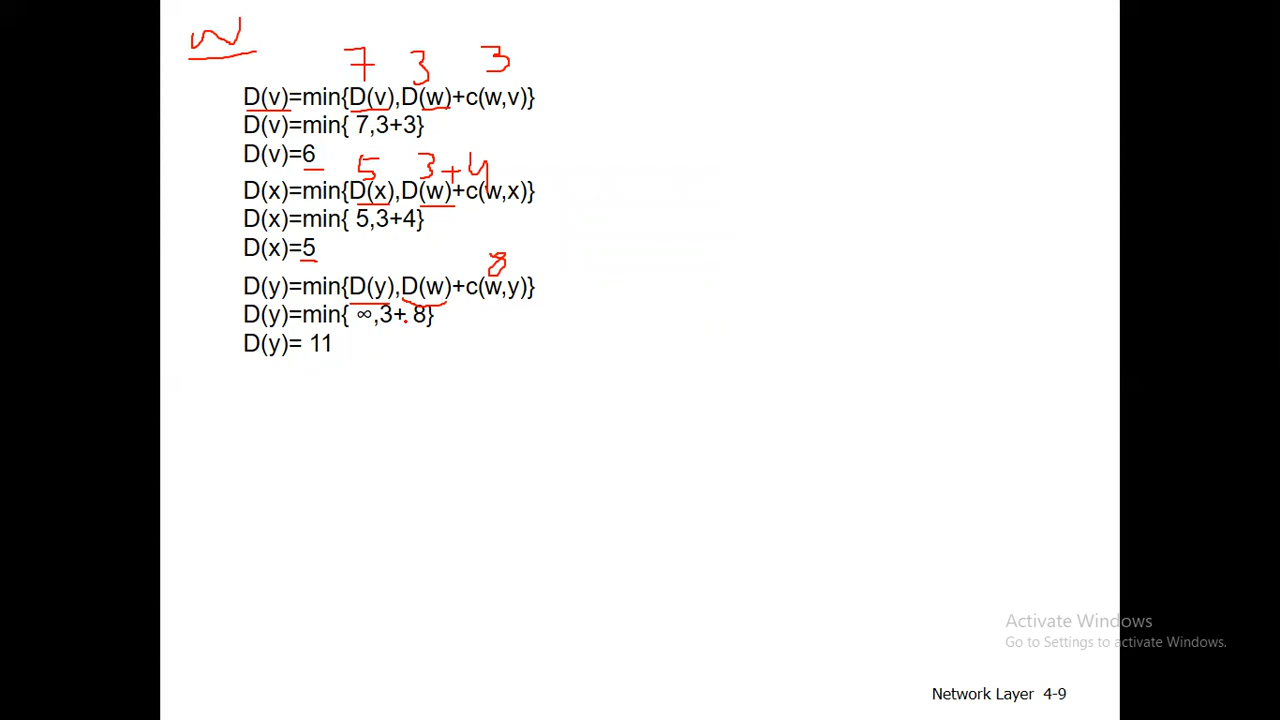 w
7 3 3
D(v)=min{D(v),D(w)+c(w,v)}
D(v)=min{ 7,3+3}
D(v)=6
5 3+4
D(x)=min{D(x),D(w)+c(w,x)}
D(x)=min{ 5,3+4}
D(x)=5
8
D(y)=min{D(y),D(w)+c(w,y)}
D(y)=min{ ∞,3+ 8}
D(y)= 11
Activate Windows
Go to Settings to activate Windows.
Network Layer 4-9